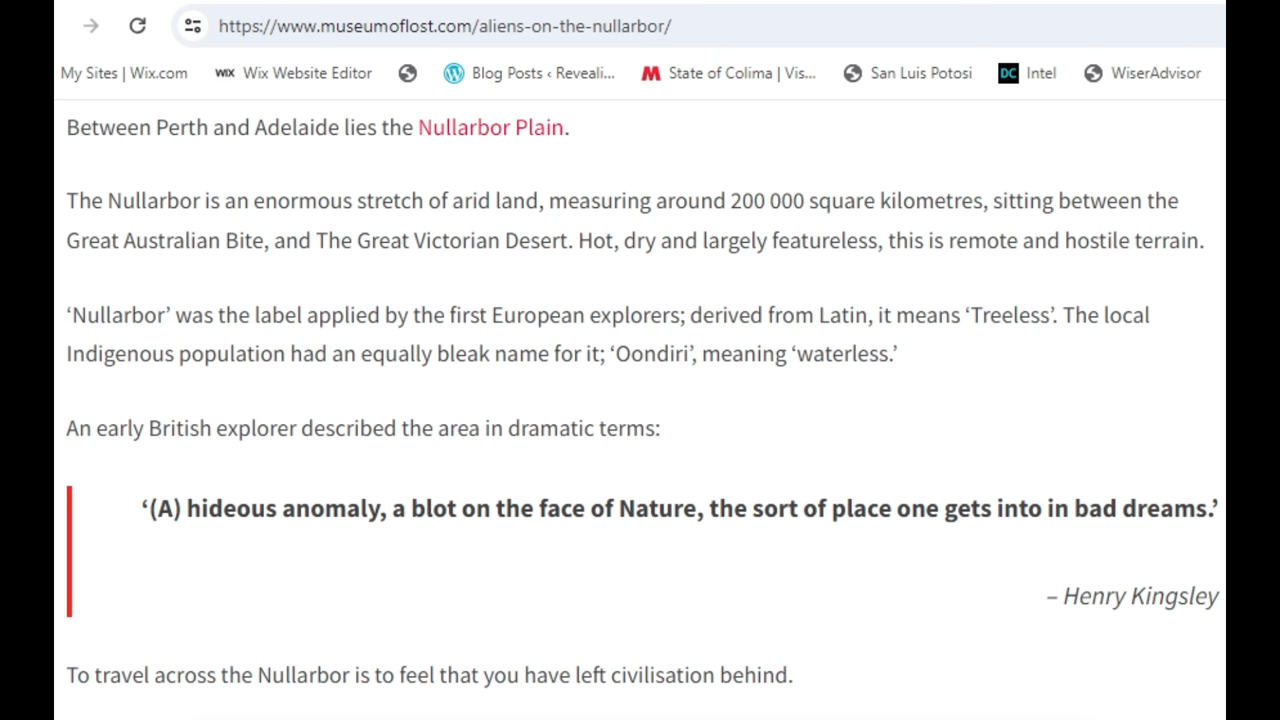 https://www.museumoflost.com/aliens-on-the-nullarbor/
My Sites | Wix.com WIX Wix Website Editor Blog Posts ‹ Reveali... State of Colima | Vis... San Luis Potosi DC Intel WiserAdvisor
Between Perth and Adelaide lies the Nullarbor Plain.
The Nullarbor is an enormous stretch of arid land, measuring around 200 000 square kilometres, sitting between the
Great Australian Bite, and The Great Victorian Desert. Hot, dry and largely featureless, this is remote and hostile terrain.
‘Nullarbor’ was the label applied by the first European explorers; derived from Latin, it means ‘Treeless’. The local
Indigenous population had an equally bleak name for it; ‘Oondiri’, meaning ‘waterless.’
An early British explorer described the area in dramatic terms:
‘(A) hideous anomaly, a blot on the face of Nature, the sort of place one gets into in bad dreams.’
– Henry Kingsley
To travel across the Nullarbor is to feel that you have left civilisation behind.